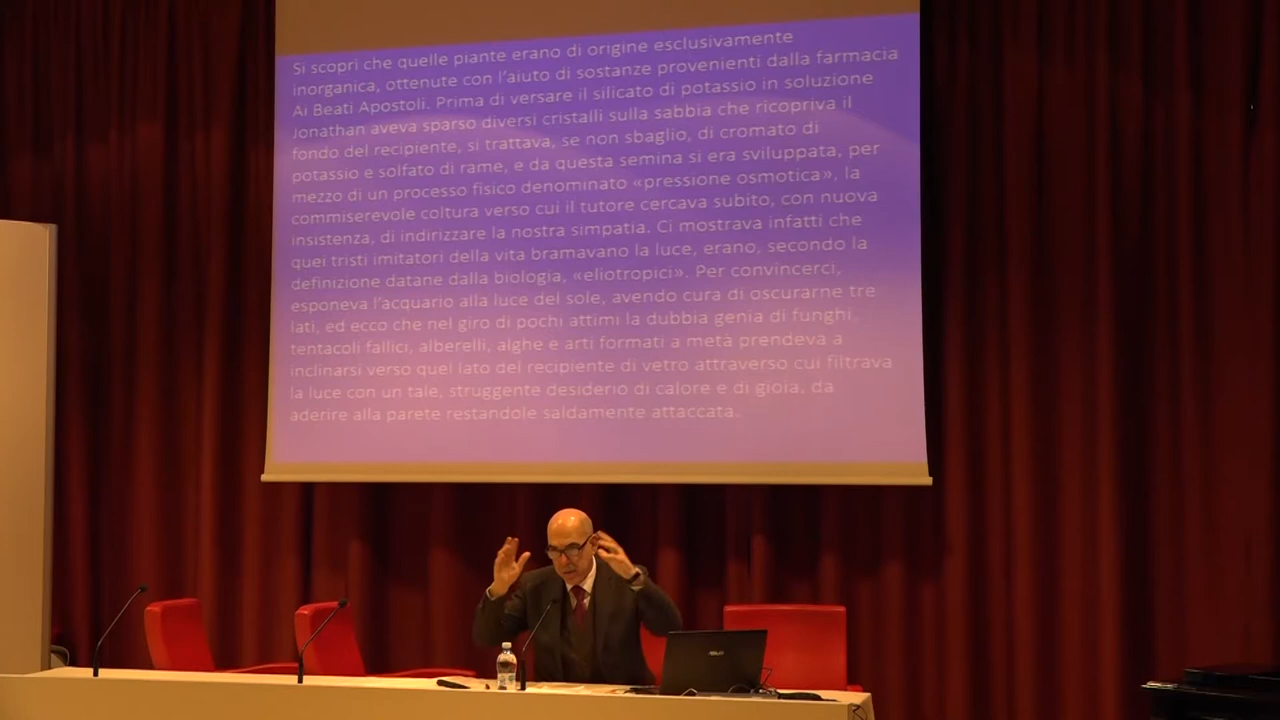 Si scoprì che quelle piante erano di origine esclusivamente
inorganica, ottenute con l'aiuto di sostanze provenienti dalla farmacia
Ai Beati Apostoli. Prima di versare il silicato di potassio in soluzione
Jonathan aveva sparso diversi cristalli sulla sabbia che ricopriva il
fondo del recipiente, si trattava, se non sbaglio, di cromato di
potassio e solfato di rame, e da questa semina si era sviluppata, per
mezzo di un processo fisico denominato «pressione osmotica», la
commiserevole coltura verso cui il tutore cercava subito, con nuova
insistenza, di indirizzare la nostra simpatia. Ci mostrava infatti che
quei tristi imitatori della vita bramavano la luce, erano, secondo la
definizione datane dalla biologia, «eliotropici». Per convincerci,
esponeva l'acquario alla luce del sole, avendo cura di oscurarne tre
lati, ed ecco che nel giro di pochi attimi la dubbia genia di funghi,
tentacoli fallici, alberelli, alghe e arti formati a metà prendeva a
inclinarsi verso quel lato del recipiente di vetro attraverso cui filtrava
la luce con un tale, struggente desiderio di calore e di gioia, da
aderire alla parete restandole saldamente attaccata.
ASUS